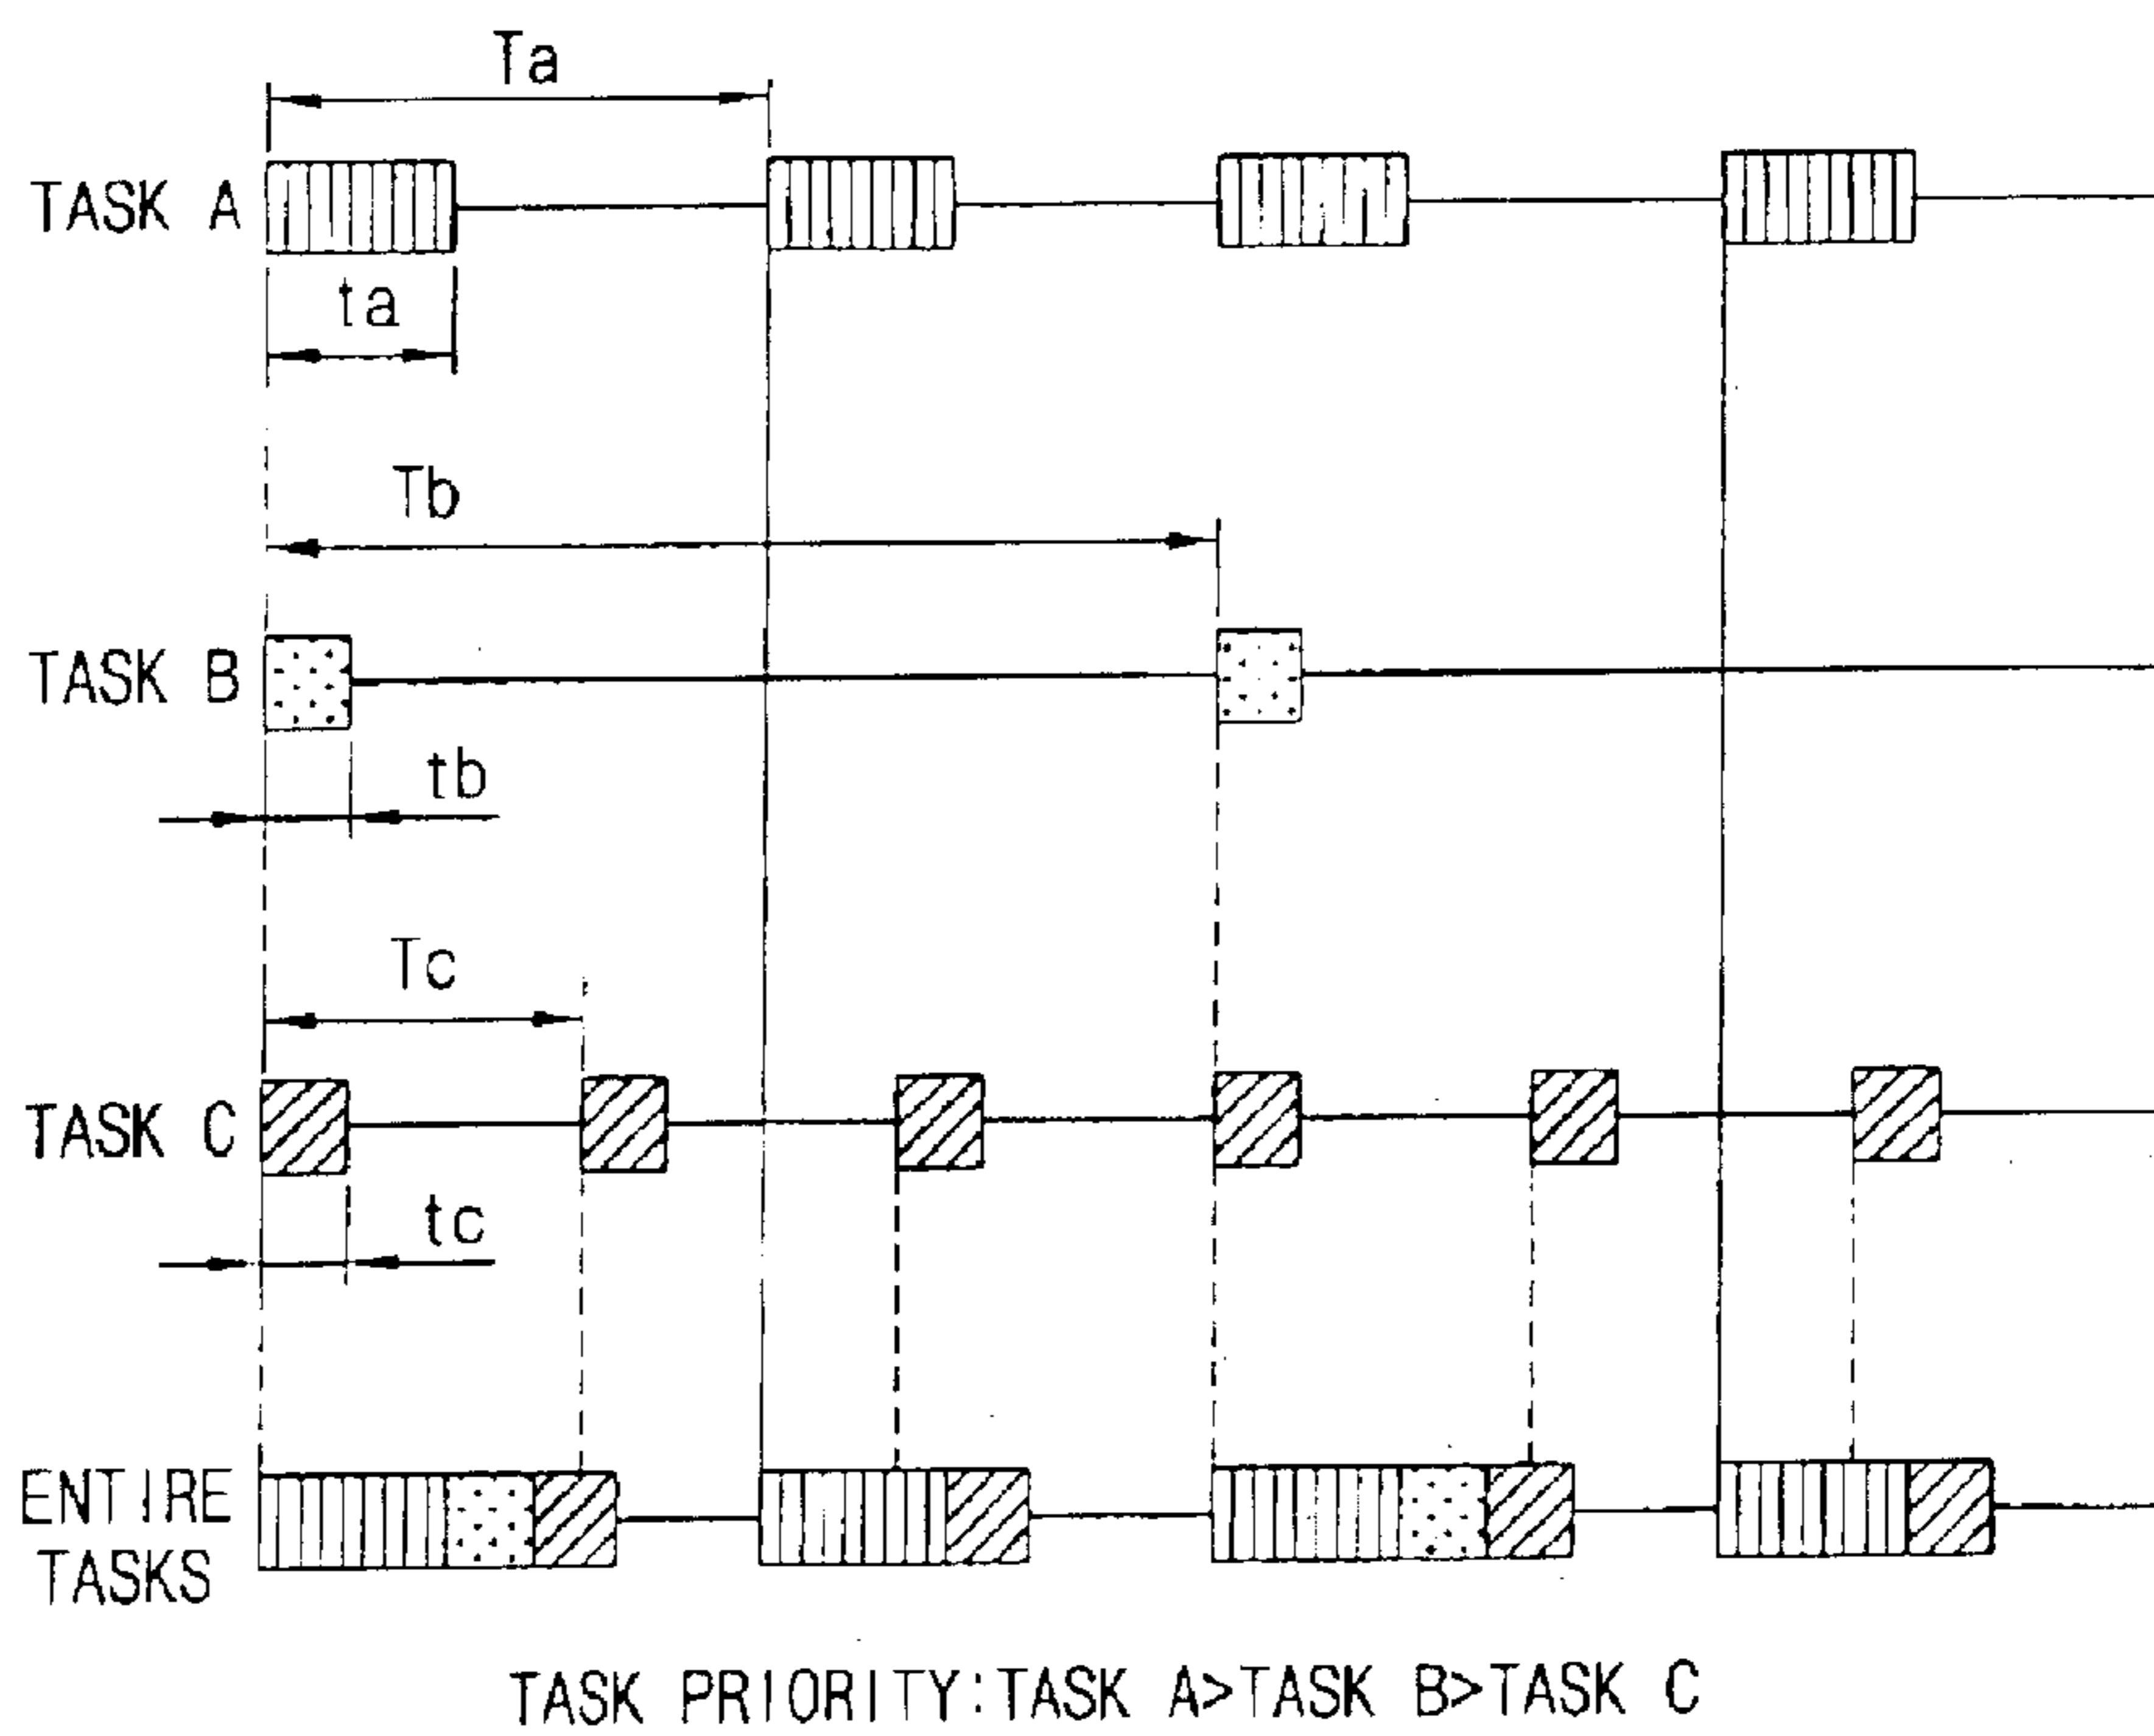 Ta
TASK A
ta
Tb
TASK B
tb
Tc
TASK C
tc
ENTIRE
TASKS
TASK PRIORITY:TASK A>TASK B>TASK C